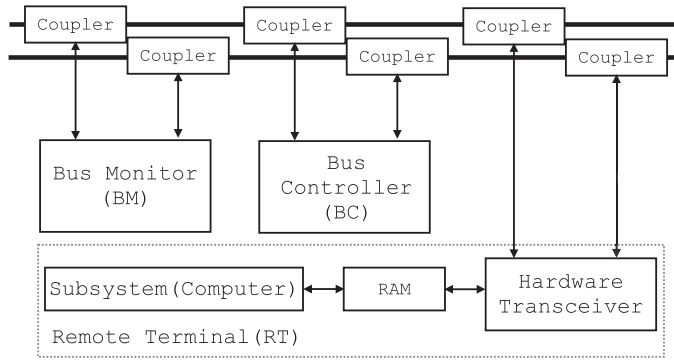 Coupler
Coupler
Coupler
Coupler
Coupler
Coupler
Bus Monitor
(BM)
Bus
Controller
(BC)
Subsystem(Computer)
RAM
Hardware
Transceiver
Remote Terminal(RT)